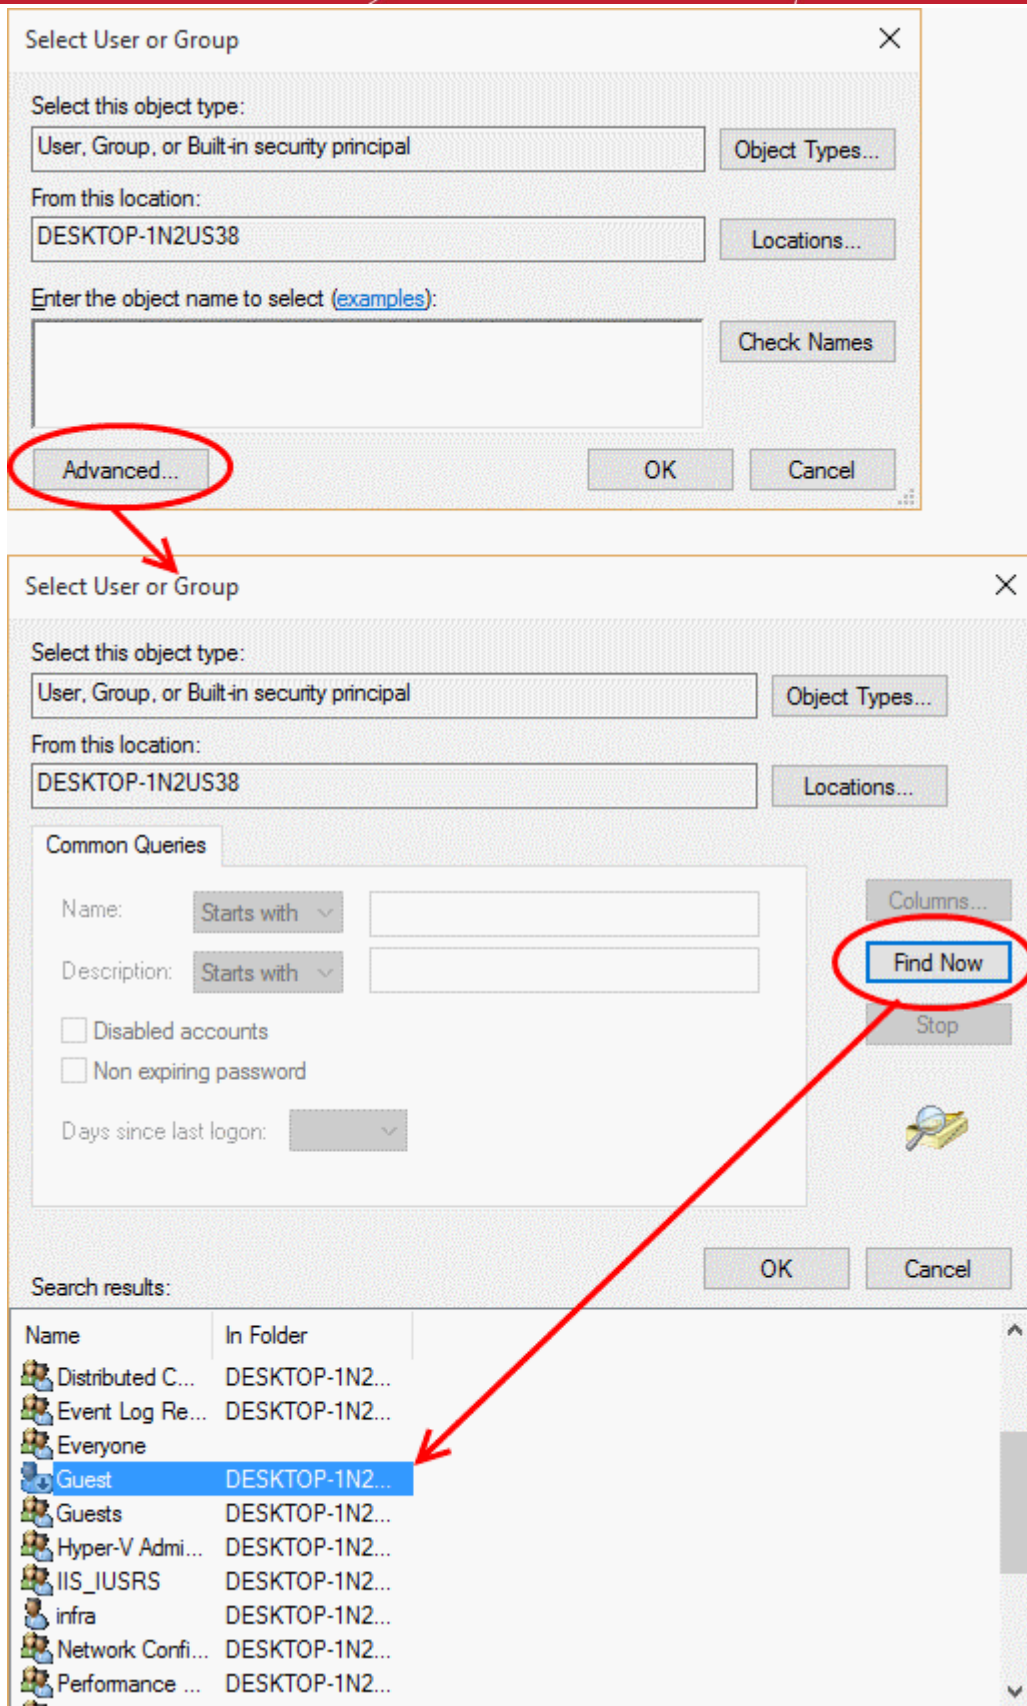 Select User or Group
Select this object type:
User, Group, or Built-in security principal
Object Types...
From this location:
DESKTOP-1N2US38
Locations...
Enter the object name to select (examples):
Check Names
Advanced...
OK
Cancel
Select User or Group
Select this object type:
User, Group, or Built-in security principal
Object Types...
From this location:
DESKTOP-1N2US38
Locations...
Common Queries
Name:
Starts with
Columns...
Description:
Starts with
Find Now
Disabled accounts
Stop
Non expiring password
Days since last logon:
OK
Cancel
Search results:
Name In Folder
Distributed C... DESKTOP-1N2...
Event Log Re... DESKTOP-1N2...
Everyone
Guest DESKTOP-1N2...
Guests DESKTOP-1N2...
Hyper-V Admi... DESKTOP-1N2...
IIS_IUSRS DESKTOP-1N2...
infra DESKTOP-1N2...
Network Confi... DESKTOP-1N2...
Performance ... DESKTOP-1N2...